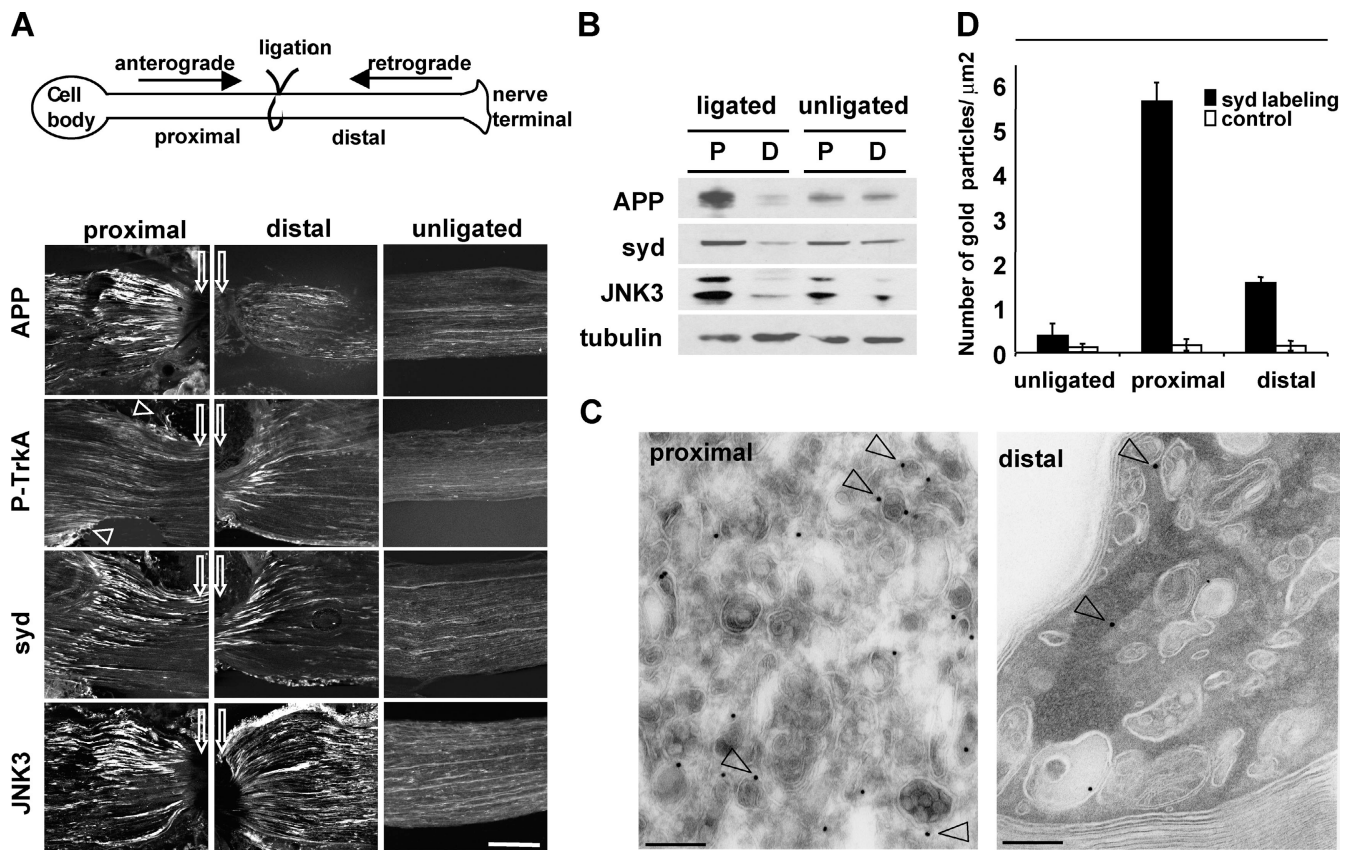 A
ligation
anterograde
retrograde
Cell
body
nerve
terminal
proximal
distal
proximal
distal
unligated
APP
P-TrkA
syd
JNK3
B
ligated
unligated
P
D
P
D
APP
syd
JNK3
tubulin
D
Number of gold particles/ μm2
6
5
4
3
2
1
0
syd labeling
control
unligated
proximal
distal
C
proximal
distal